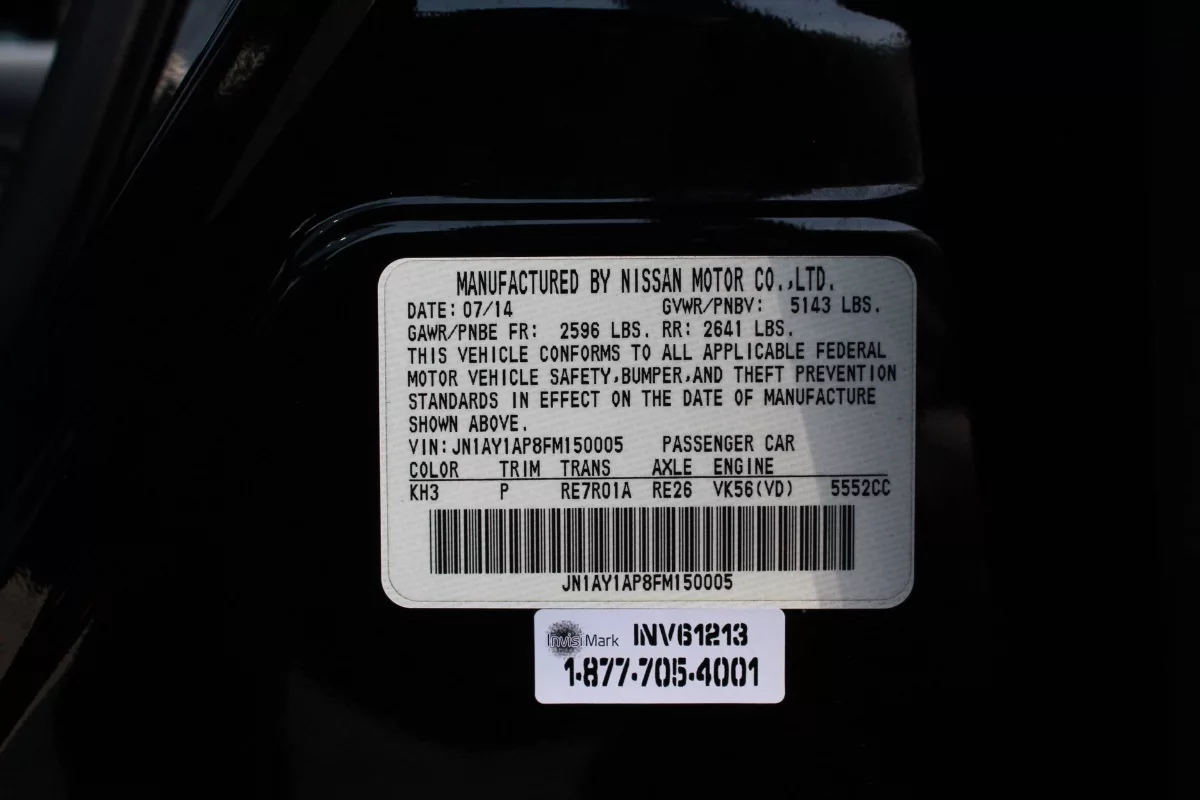 MANUFACTURED BY NISSAN MOTOR CO.,LTD.
DATE: 07/14 GVWR/PNBV: 5143 LBS.
GAWR/PNBE FR: 2596 LBS. RR: 2641 LBS.
THIS VEHICLE CONFORMS TO ALL APPLICABLE FEDERAL
MOTOR VEHICLE SAFETY,BUMPER,AND THEFT PREVENTION
STANDARDS IN EFFECT ON THE DATE OF MANUFACTURE
SHOWN ABOVE.
VIN: JN1AY1AP8FM150005 PASSENGER CAR
COLOR TRIM TRANS AXLE ENGINE
KH3 P RE7R01A RE26 VK56(VD) 5552CC
JN1AY1AP8FM150005
InvisiMark INV61213
1-877-705-4001